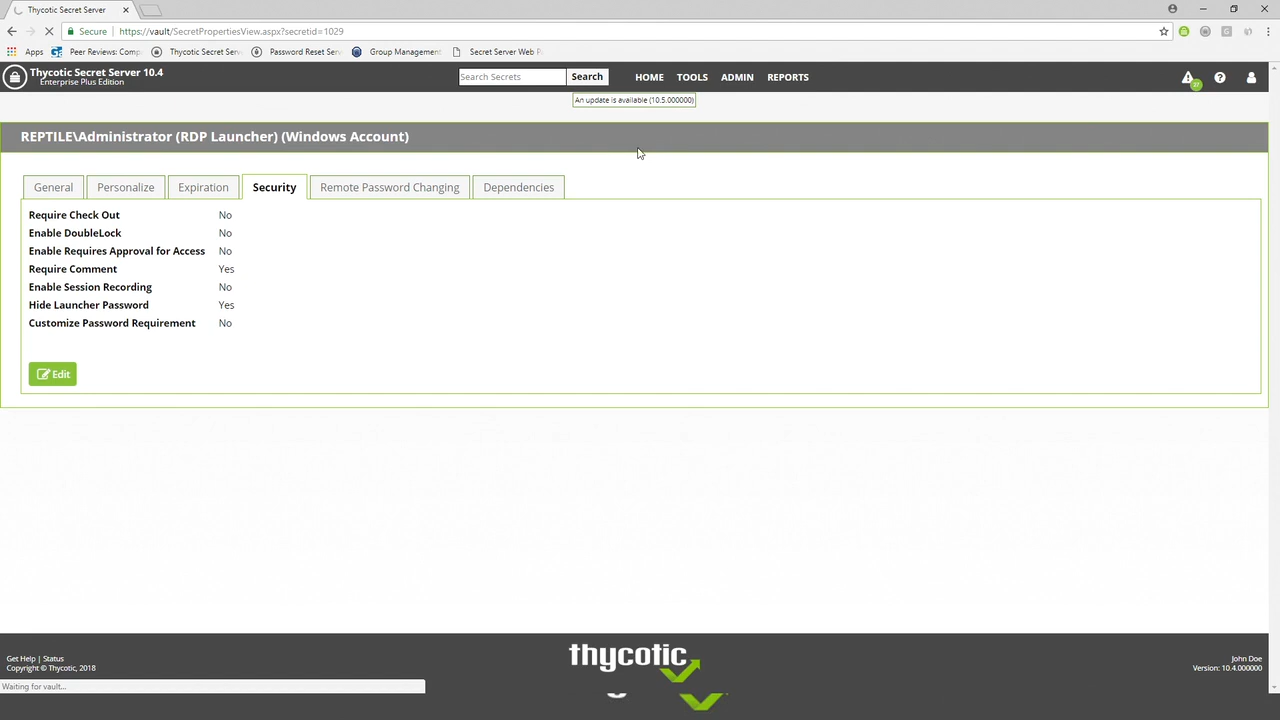 Thycotic Secret Server
Secure
https://vault/SecretPropertiesView.aspx?secretid=1029
Apps
Peer Reviews: Comp
Thycotic Secret Serv
Password Reset Serv
Group Management
Secret Server Web P
Thycotic Secret Server 10.4
Enterprise Plus Edition
Search Secrets
Search
HOME
TOOLS
ADMIN
REPORTS
An update is available (10.5.000000)
REPTILE\Administrator (RDP Launcher) (Windows Account)
General
Personalize
Expiration
Security
Remote Password Changing
Dependencies
Require Check Out No
Enable DoubleLock No
Enable Requires Approval for Access No
Require Comment Yes
Enable Session Recording No
Hide Launcher Password Yes
Customize Password Requirement No
Edit
Get Help | Status
Copyright © Thycotic, 2018
thycotic
John Doe
Version: 10.4.000000
Waiting for vault...